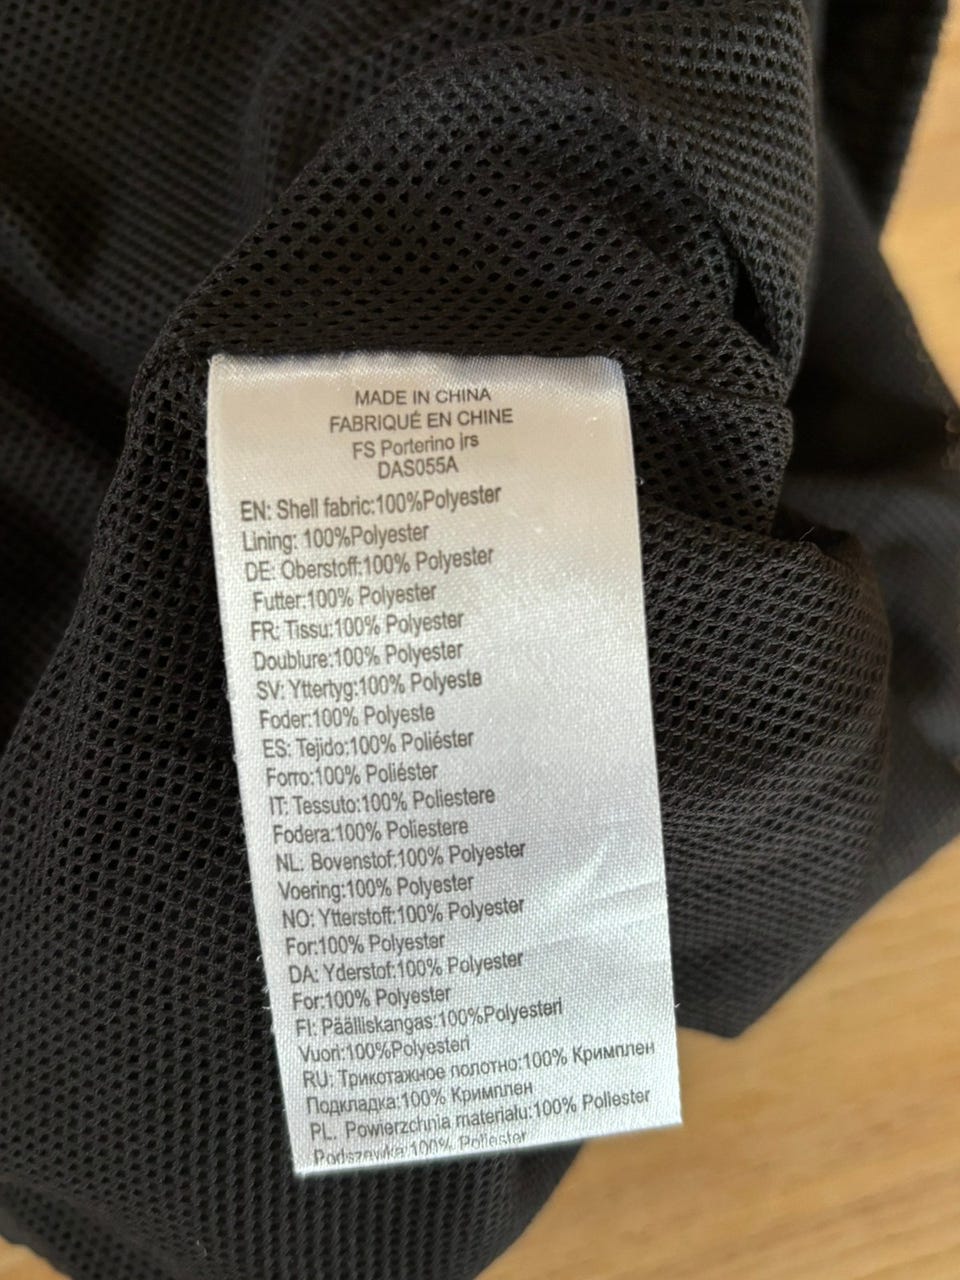 MADE IN CHINA
FABRIQUÉ EN CHINE
FS Porterino jrs
DAS055A
EN: Shell fabric:100%Polyester
Lining: 100%Polyester
DE: Oberstoff:100% Polyester
Futter:100% Polyester
FR: Tissu:100% Polyester
Doublure:100% Polyester
SV: Yttertyg:100% Polyeste
Foder:100% Polyeste
ES: Tejido:100% Poliéster
Forro:100% Poliéster
IT: Tessuto:100% Poliestere
Fodera:100% Poliestere
NL. Bovenstof:100% Polyester
Voering:100% Polyester
NO: Ytterstoff:100% Polyester
For:100% Polyester
DA: Yderstof:100% Polyester
For:100% Polyester
FI: Päälliskangas:100%Polyesteri
Vuori:100%Polyesteri
RU: Трикотажное полотно:100% Кримплен
Подкладка:100% Кримплен
PL. Powierzchnia materiału:100% Poliester
Podszewka:100% Poliester